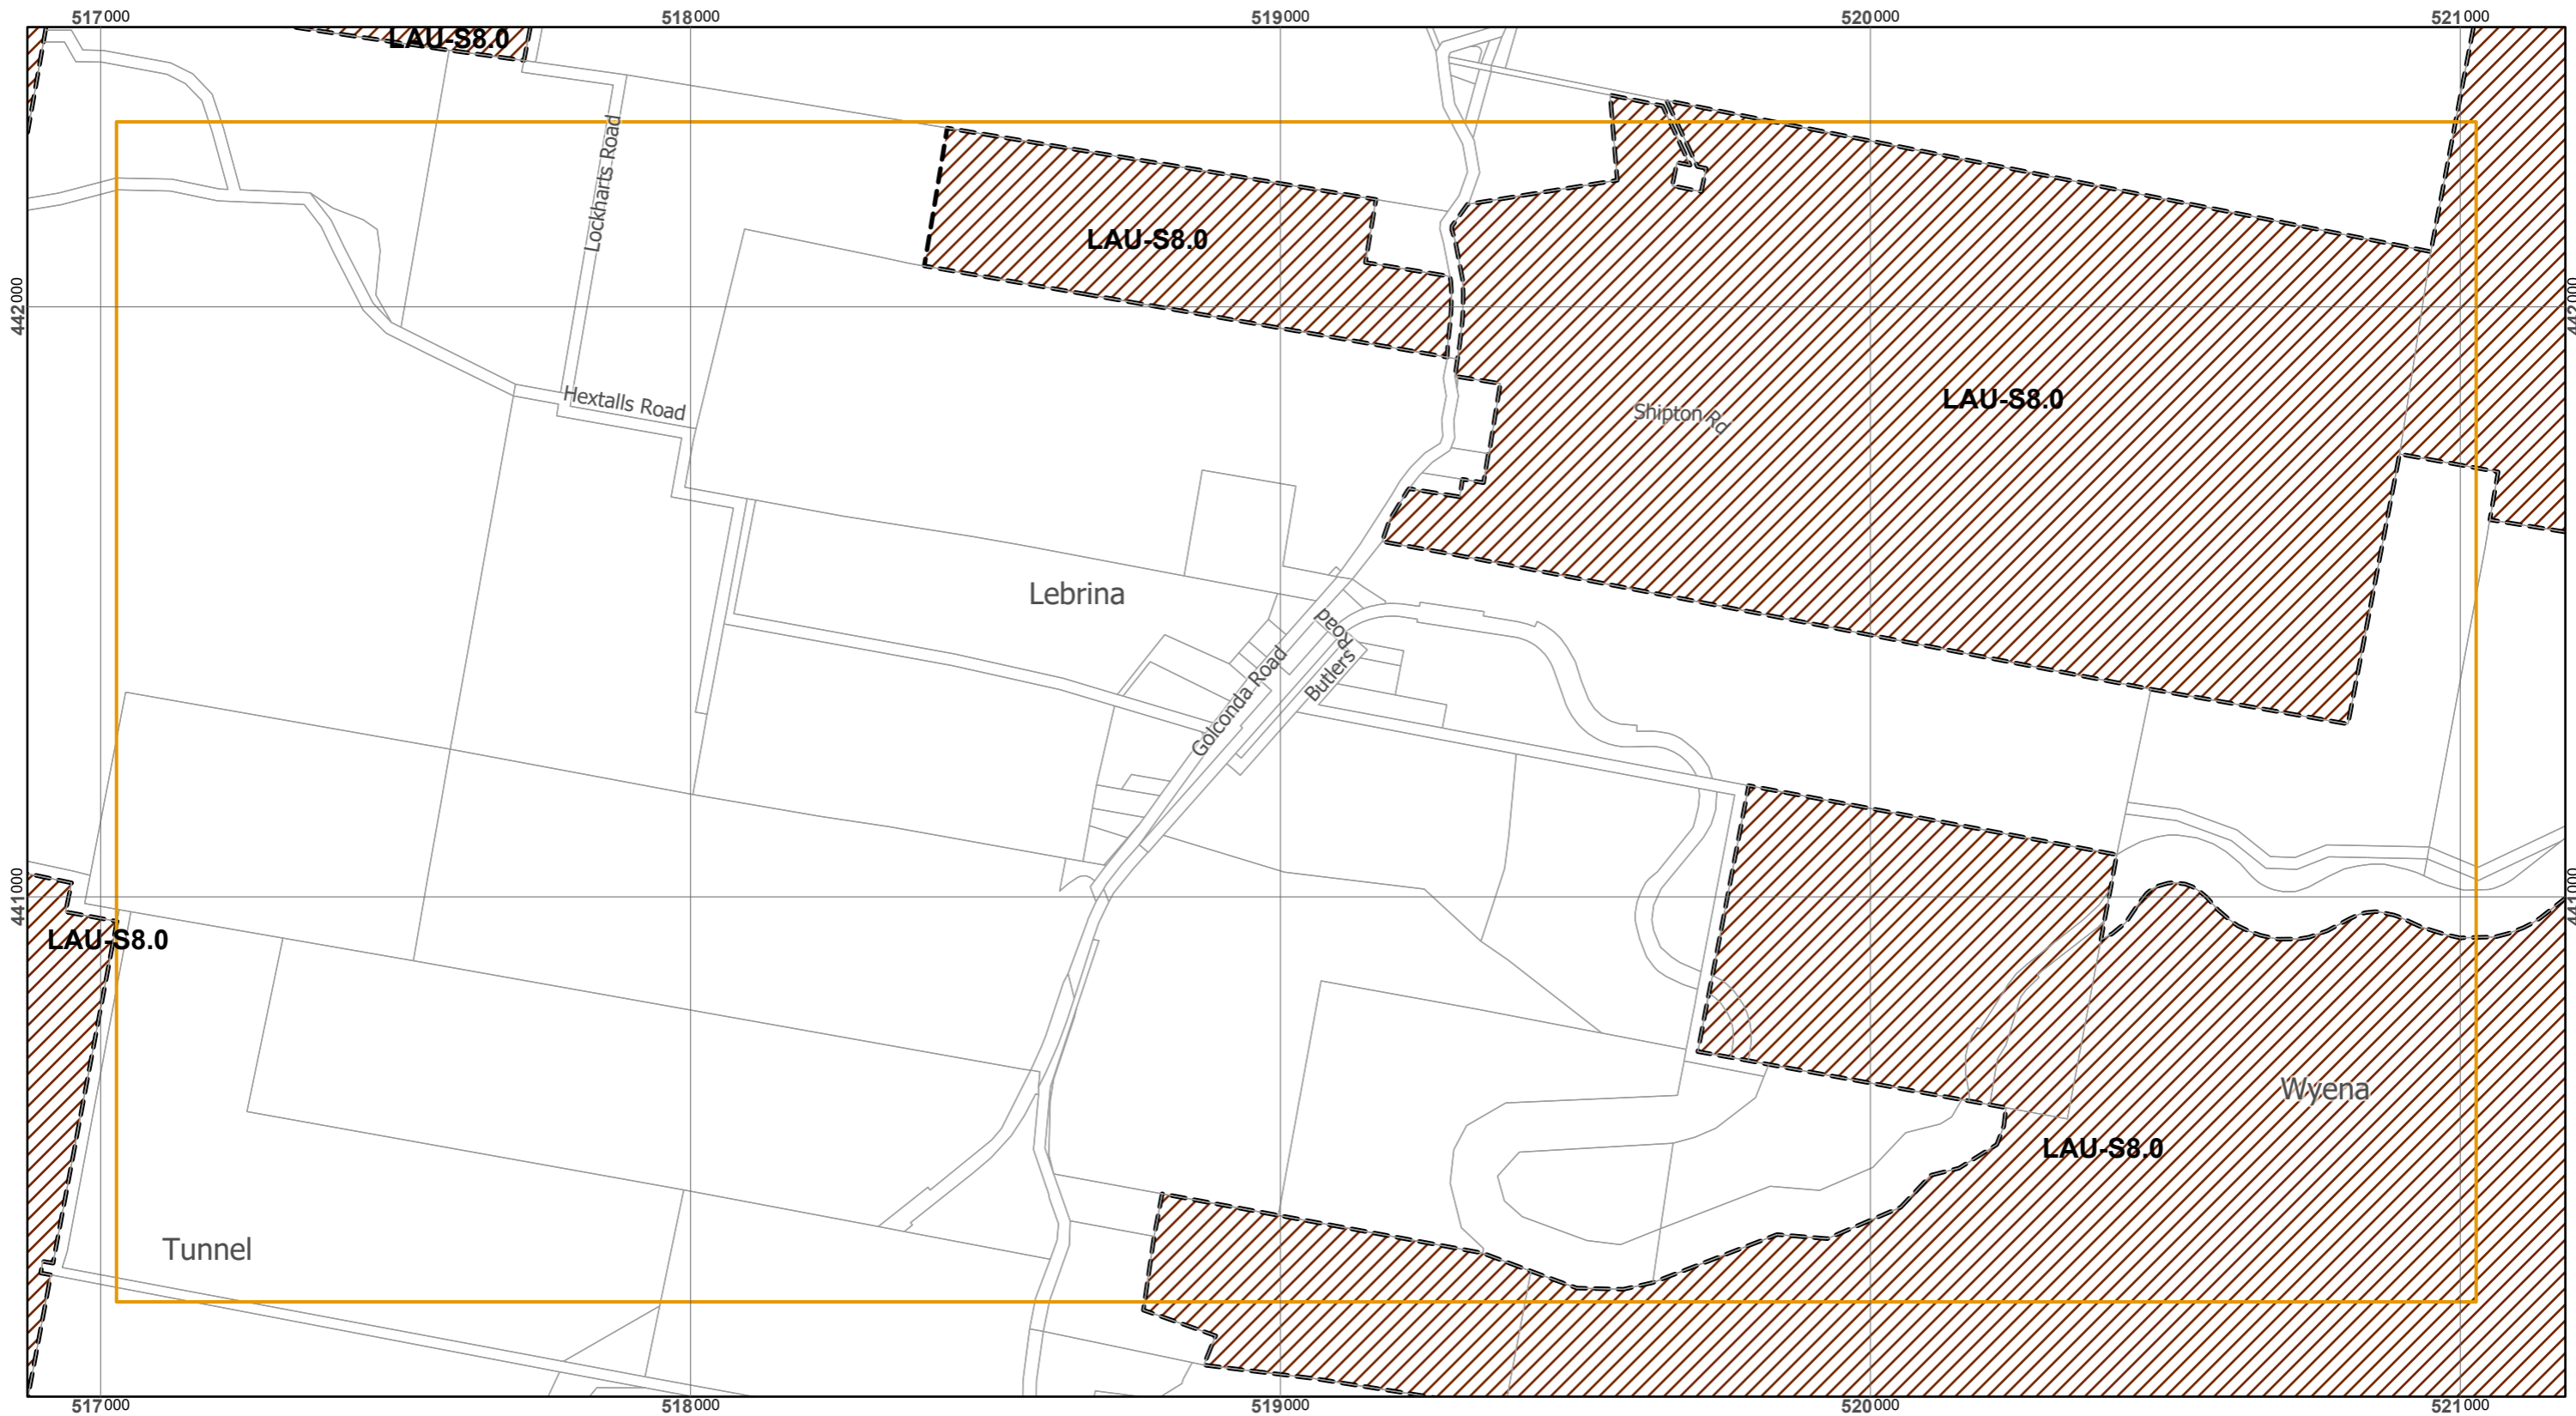 517000 518000 519000 520000 521000
LAU-S8.0
Lockharts Road
LAU-S8.0
442000
442000
LAU-S8.0
Hextalls Road
Shipton Rd
Lebrina
Butlers Road
Golconda Road
441000
441000
LAU-S8.0
Wyena
LAU-S8.0
Tunnel
517000 518000 519000 520000 521000